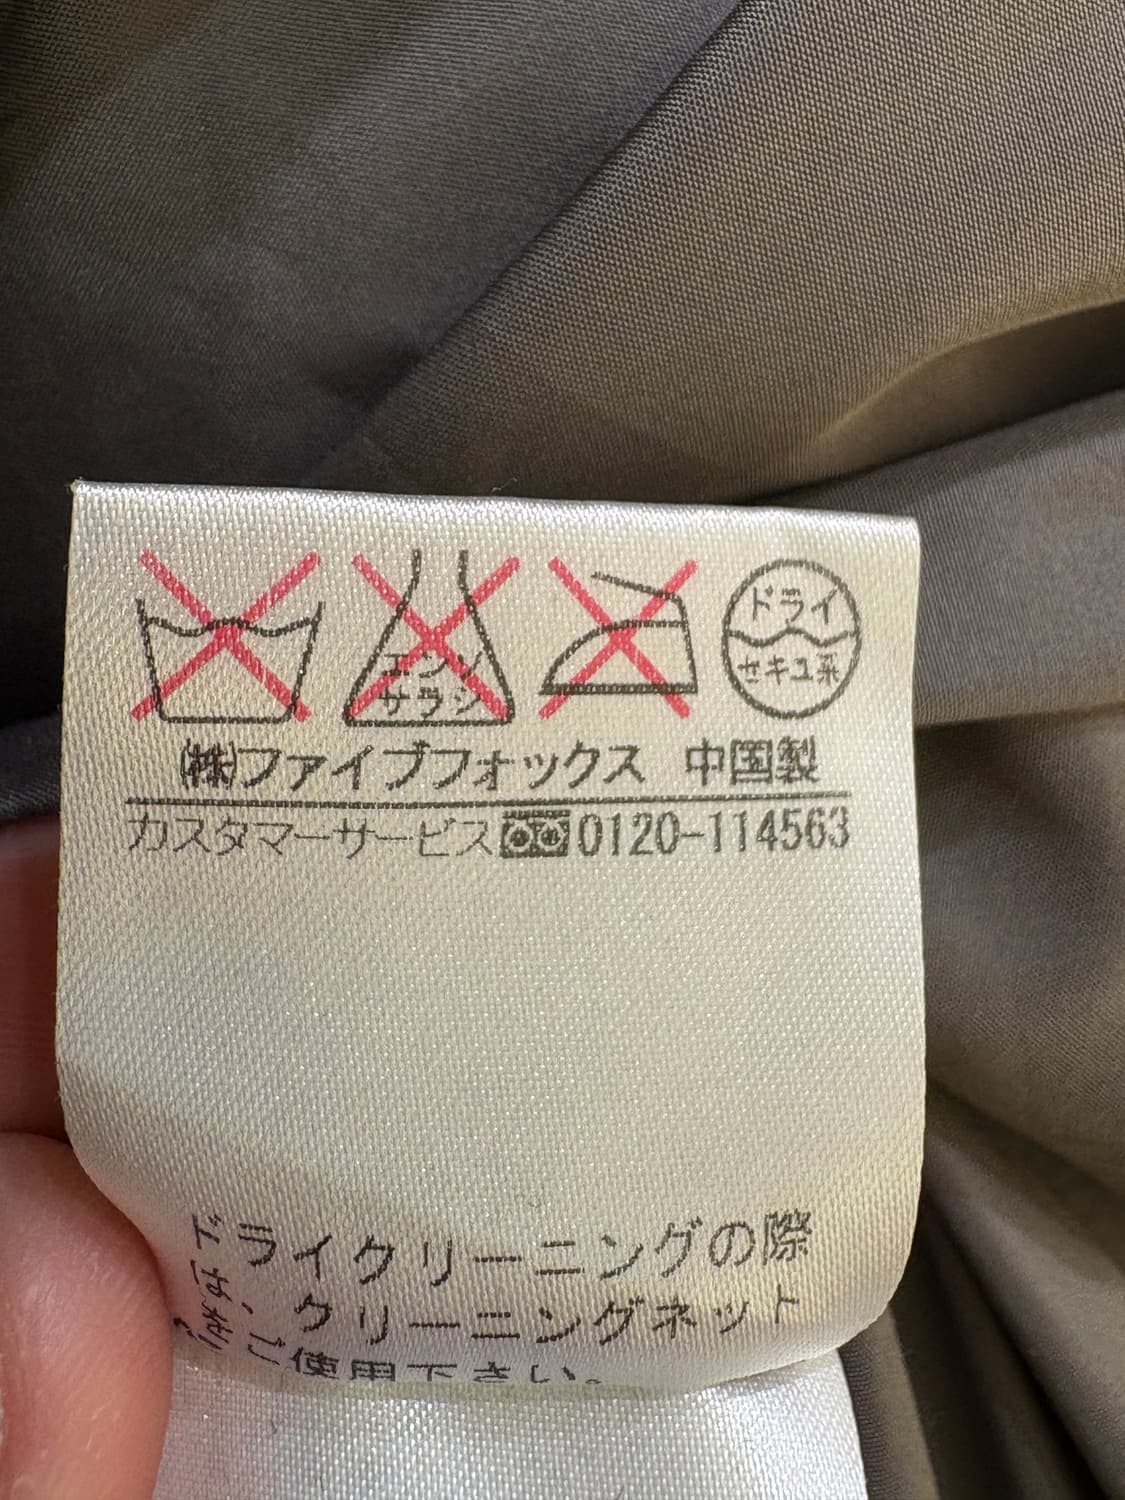 エンソ
サラシ
ドライ
セキユ系
(株)ファイブフォックス 中国製
カスタマーサービス 0120-114563
ドライクリーニングの際
は、クリーニングネット
をご使用下さい。